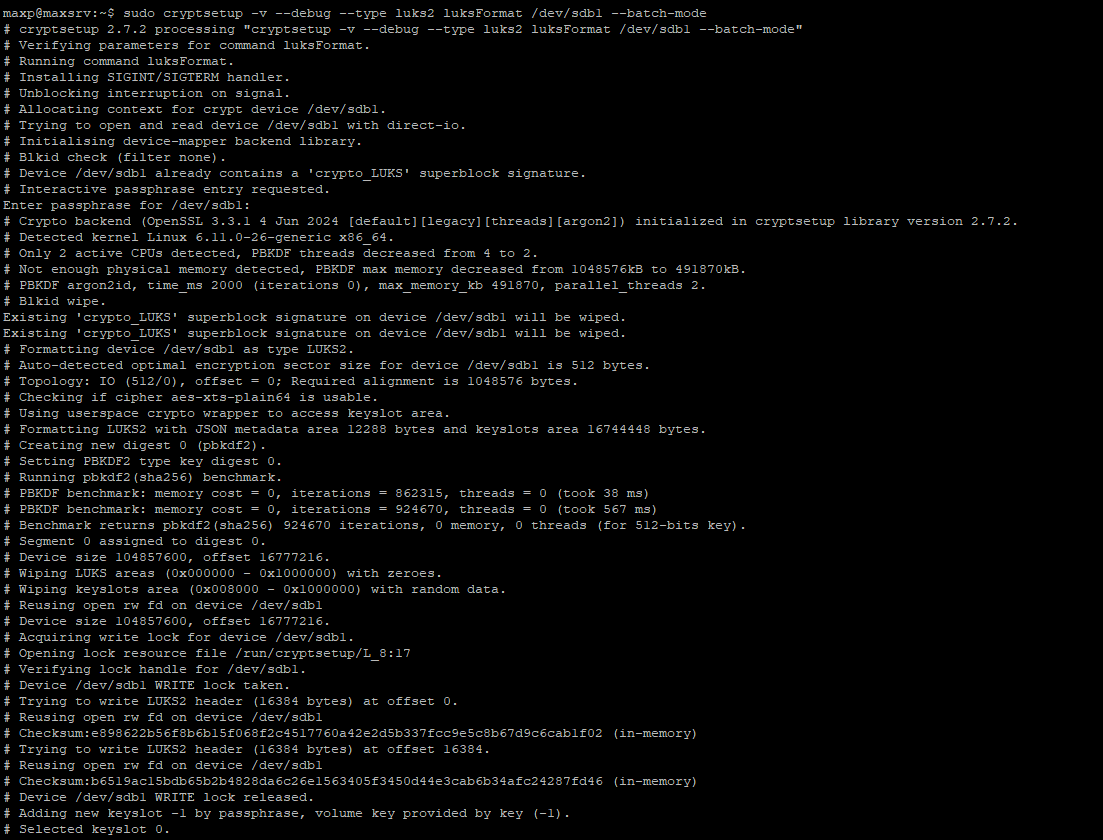 maxp@maxsrv:~$ sudo cryptsetup -v --debug --type luks2 luksFormat /dev/sdb1 --batch-mode
# cryptsetup 2.7.2 processing "cryptsetup -v --debug --type luks2 luksFormat /dev/sdb1 --batch-mode"
# Verifying parameters for command luksFormat.
# Running command luksFormat.
# Installing SIGINT/SIGTERM handler.
# Unblocking interruption on signal.
# Allocating context for crypt device /dev/sdb1.
# Trying to open and read device /dev/sdb1 with direct-io.
# Initialising device-mapper backend library.
# Blkid check (filter none).
# Device /dev/sdb1 already contains a 'crypto_LUKS' superblock signature.
# Interactive passphrase entry requested.
Enter passphrase for /dev/sdb1:
# Crypto backend (OpenSSL 3.3.1 4 Jun 2024 [default][legacy][threads][argon2]) initialized in cryptsetup library version 2.7.2.
# Detected kernel Linux 6.11.0-26-generic x86_64.
# Only 2 active CPUs detected, PBKDF threads decreased from 4 to 2.
# Not enough physical memory detected, PBKDF max memory decreased from 1048576kB to 491870kB.
# PBKDF argon2id, time_ms 2000 (iterations 0), max_memory_kb 491870, parallel_threads 2.
# Blkid wipe.
Existing 'crypto_LUKS' superblock signature on device /dev/sdb1 will be wiped.
Existing 'crypto_LUKS' superblock signature on device /dev/sdb1 will be wiped.
# Formatting device /dev/sdb1 as type LUKS2.
# Auto-detected optimal encryption sector size for device /dev/sdb1 is 512 bytes.
# Topology: IO (512/0), offset = 0; Required alignment is 1048576 bytes.
# Checking if cipher aes-xts-plain64 is usable.
# Using userspace crypto wrapper to access keyslot area.
# Formatting LUKS2 with JSON metadata area 12288 bytes and keyslots area 16744448 bytes.
# Creating new digest 0 (pbkdf2).
# Setting PBKDF2 type key digest 0.
# Running pbkdf2(sha256) benchmark.
# PBKDF benchmark: memory cost = 0, iterations = 862315, threads = 0 (took 38 ms)
# PBKDF benchmark: memory cost = 0, iterations = 924670, threads = 0 (took 567 ms)
# Benchmark returns pbkdf2(sha256) 924670 iterations, 0 memory, 0 threads (for 512-bits key).
# Segment 0 assigned to digest 0.
# Device size 104857600, offset 16777216.
# Wiping LUKS areas (0x000000 - 0x1000000) with zeroes.
# Wiping keyslots area (0x008000 - 0x1000000) with random data.
# Reusing open rw fd on device /dev/sdb1
# Device size 104857600, offset 16777216.
# Acquiring write lock for device /dev/sdb1.
# Opening lock resource file /run/cryptsetup/L_8:17
# Verifying lock handle for /dev/sdb1.
# Device /dev/sdb1 WRITE lock taken.
# Trying to write LUKS2 header (16384 bytes) at offset 0.
# Reusing open rw fd on device /dev/sdb1
# Checksum:e898622b56f8b6b15f068f2c4517760a42e2d5b337fcc9e5c8b67d9c6cab1f02 (in-memory)
# Trying to write LUKS2 header (16384 bytes) at offset 16384.
# Reusing open rw fd on device /dev/sdb1
# Checksum:b6519ac15bdb65b2b4828da6c26e1563405f3450d44e3cab6b34afc24287fd46 (in-memory)
# Device /dev/sdb1 WRITE lock released.
# Adding new keyslot -1 by passphrase, volume key provided by key (-1).
# Selected keyslot 0.